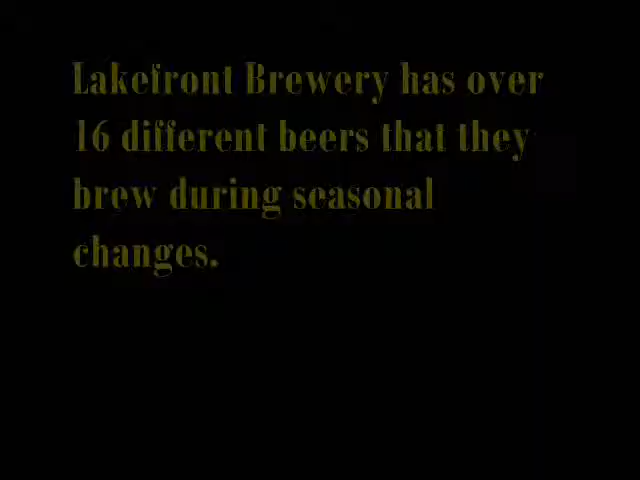 Lakefront Brewery has over
16 different beers that they
brew during seasonal
changes.